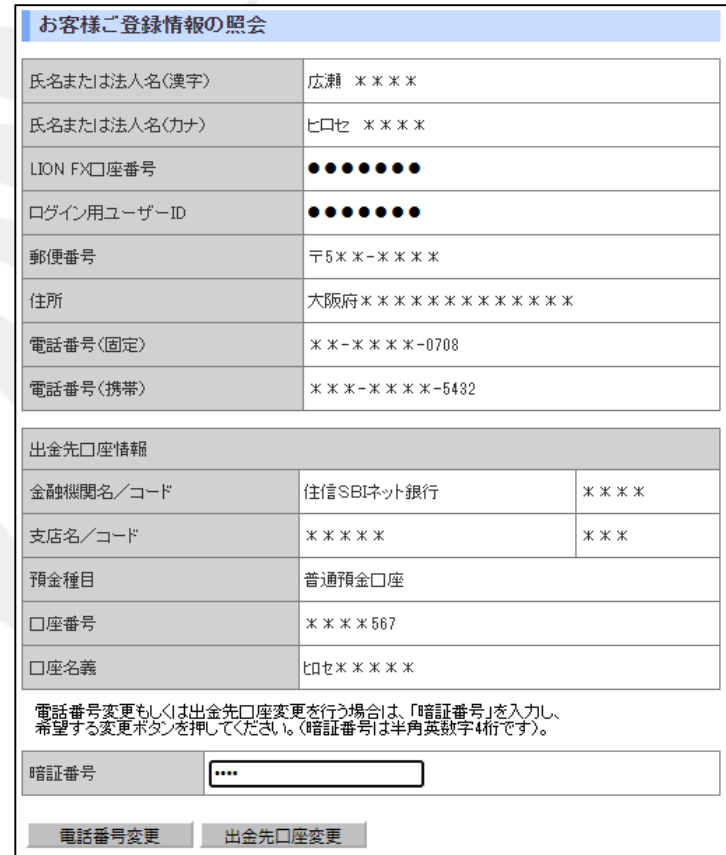 お客様ご登録情報の照会
氏名または法人名(漢字) 広瀬 ＊＊＊＊
氏名または法人名(カナ) ヒロセ ＊＊＊＊
LION FX口座番号 ●●●●●●●
ログイン用ユーザーID ●●●●●●●
郵便番号 〒5＊＊-＊＊＊＊
住所 大阪府＊＊＊＊＊＊＊＊＊＊＊＊＊
電話番号(固定) ＊＊-＊＊＊＊-0708
電話番号(携帯) ＊＊＊-＊＊＊＊-5432
出金先口座情報
金融機関名／コード 住信SBIネット銀行 ＊＊＊＊
支店名／コード ＊＊＊＊＊ ＊＊＊
預金種目 普通預金口座
口座番号 ＊＊＊＊567
口座名義 ﾋﾛｾ＊＊＊＊＊
電話番号変更もしくは出金先口座変更を行う場合は、「暗証番号」を入力し、
希望する変更ボタンを押してください。(暗証番号は半角英数字4桁です)。
暗証番号 ••••
電話番号変更 出金先口座変更